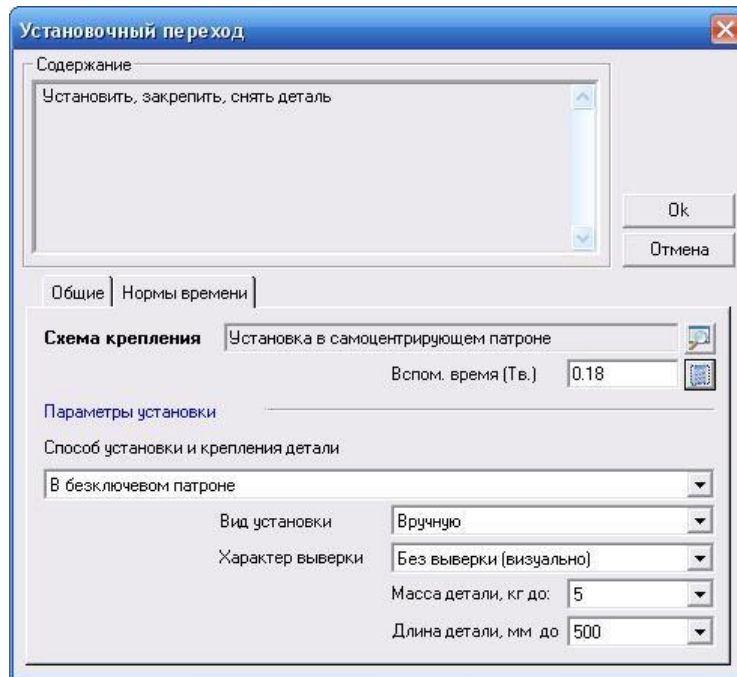 Установочный переход
Содержание
Установить, закрепить, снять деталь
Ok
Отмена
Общие Нормы времени
Схема крепления Установка в самоцентрирующем патроне
Вспом. время (Тв.) 0.18
Параметры установки
Способ установки и крепления детали
В безключевом патроне
Вид установки Вручную
Характер выверки Без выверки (визуально)
Масса детали, кг до: 5
Длина детали, мм до 500